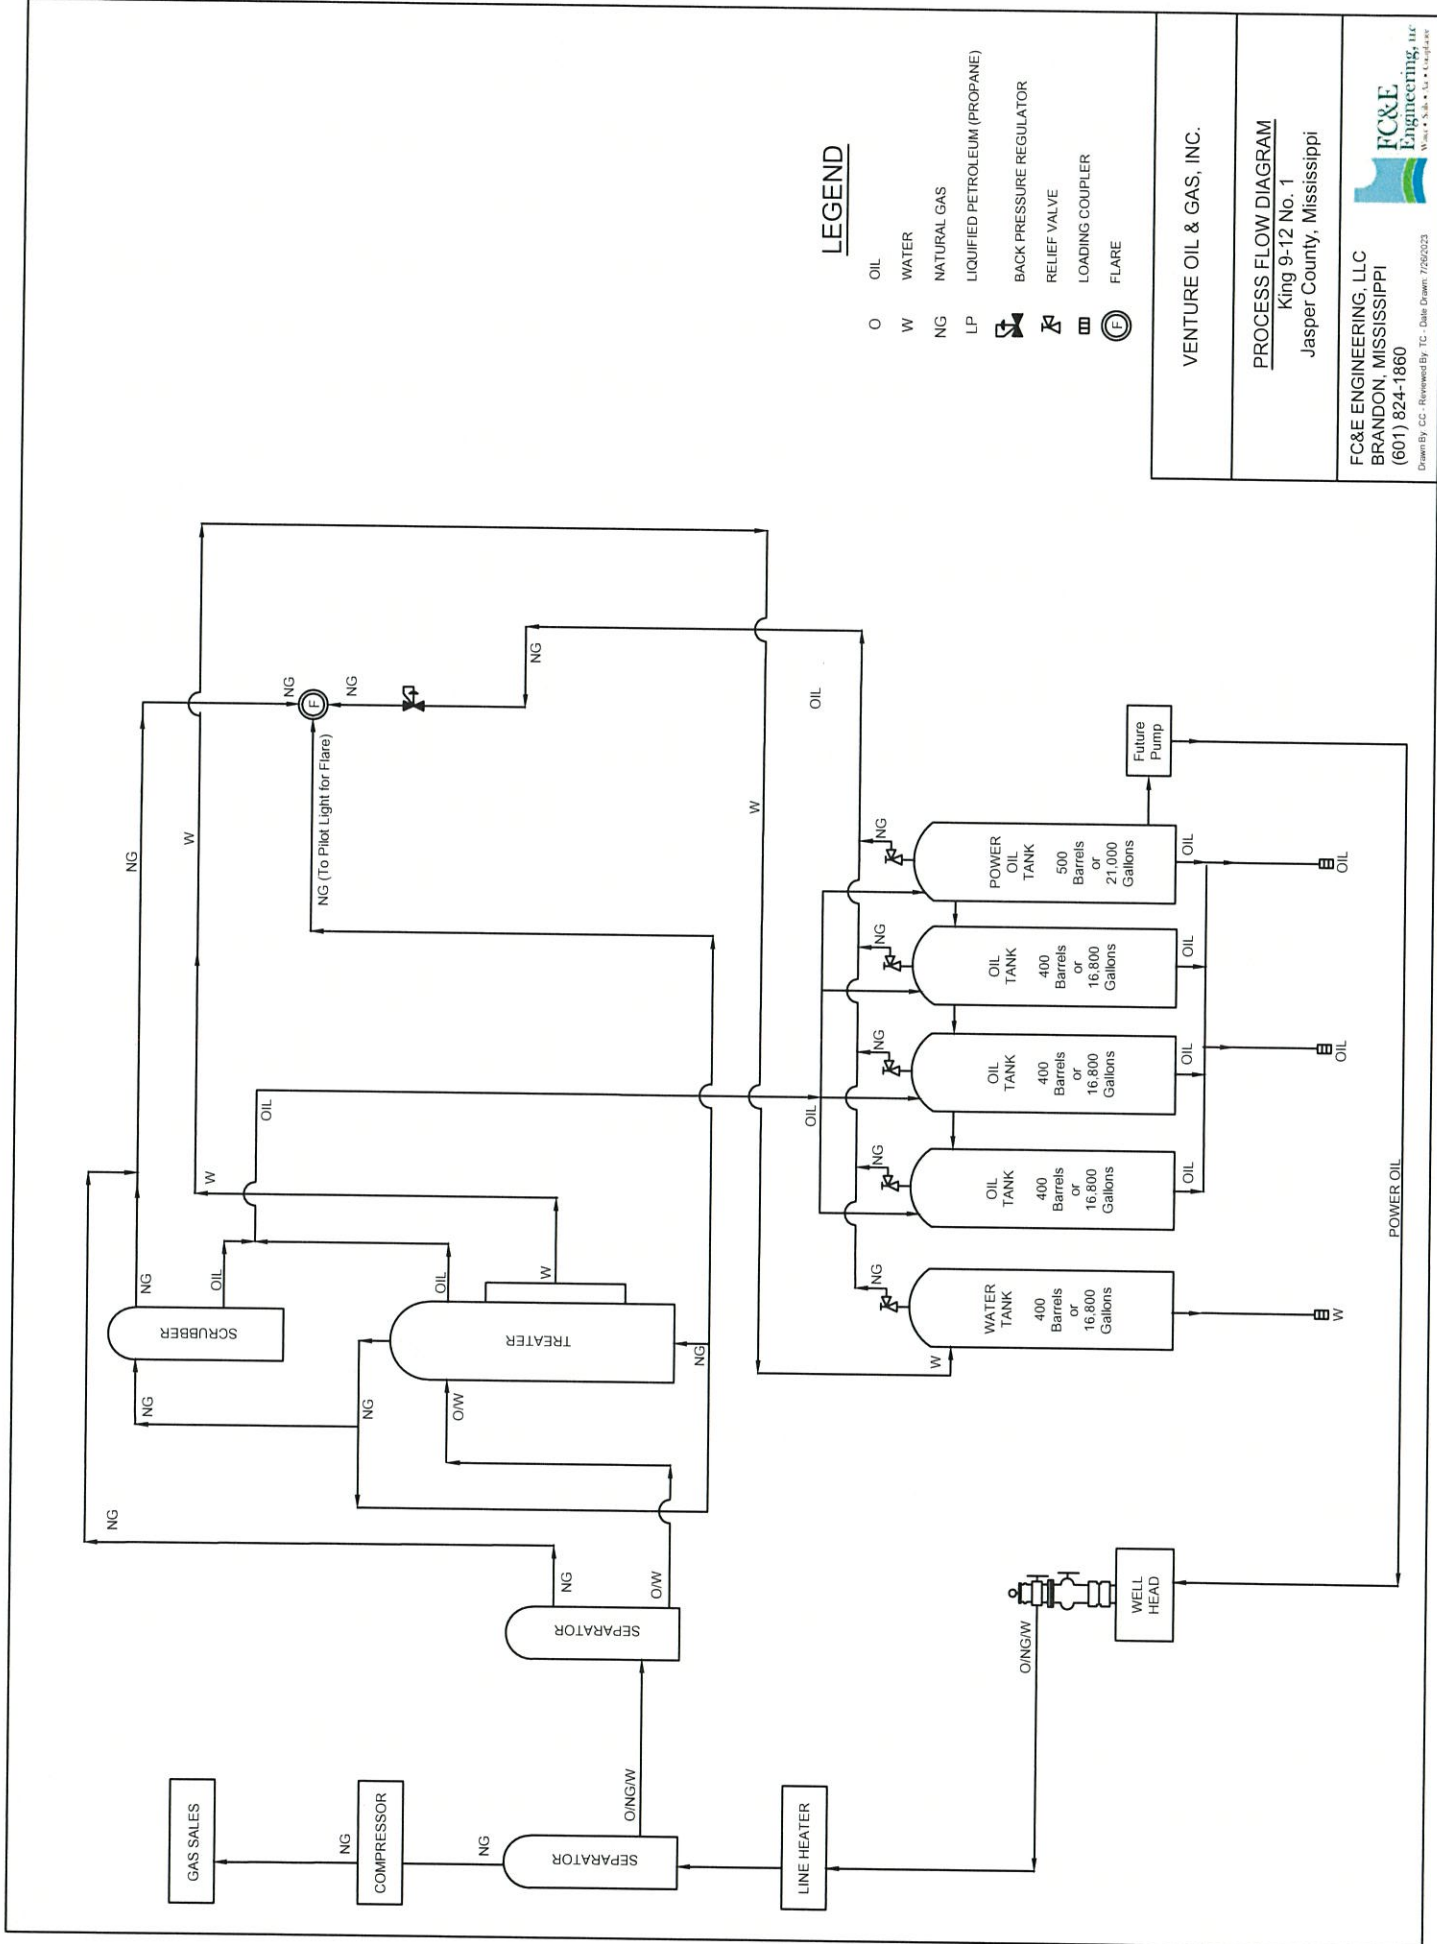 GAS SALES
NG
COMPRESSOR
NG
SEPARATOR
O/NG/W
LINE HEATER
O/NG/W
WELL
HEAD
SEPARATOR
NG
O/W
NG
NG
SCRUBBER
NG
OIL
NG
O/W
TREATER
OIL
W
NG
W
OIL
NG
W
NG (To Pilot Light for Flare)
NG
F
NG
NG
W
OIL
OIL
W
NG
WATER
TANK
400
Barrels
or
16,800
Gallons
W
NG
OIL
TANK
400
Barrels
or
16,800
Gallons
OIL
NG
OIL
TANK
400
Barrels
or
16,800
Gallons
OIL
OIL
NG
OIL
TANK
400
Barrels
or
16,800
Gallons
OIL
NG
POWER
OIL
TANK
500
Barrels
or
21,000
Gallons
OIL
OIL
Future
Pump
POWER OIL
LEGEND
O OIL
W WATER
NG NATURAL GAS
LP LIQUIFIED PETROLEUM (PROPANE)
BACK PRESSURE REGULATOR
RELIEF VALVE
LOADING COUPLER
F FLARE
VENTURE OIL & GAS, INC.
PROCESS FLOW DIAGRAM
King 9-12 No. 1
Jasper County, Mississippi
FC&E ENGINEERING, LLC
BRANDON, MISSISSIPPI
(601) 824-1860
Drawn By: CC - Reviewed By: TC - Date Drawn: 7/26/2023
FC&E
Engineering, LLC